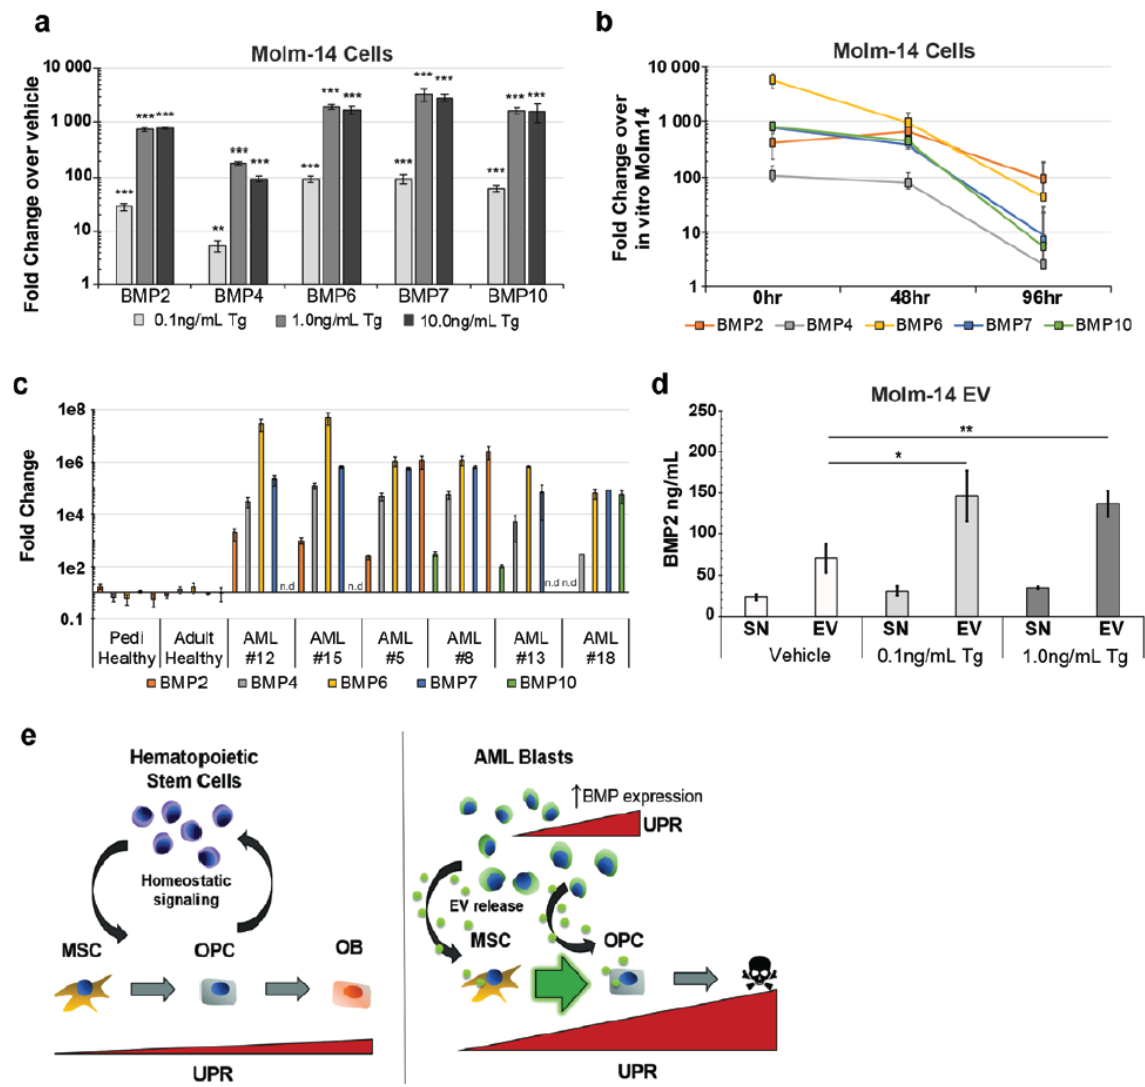 a
Molm-14 Cells
Fold Change over vehicle
10 000
1 000
100
10
1
*** *** ***
** *** ***
*** *** ***
*** *** ***
*** *** ***
BMP2 BMP4 BMP6 BMP7 BMP10
0.1ng/mL Tg 1.0ng/mL Tg 10.0ng/mL Tg
b
Molm-14 Cells
Fold Change over
in vitro Molm14
10 000
1 000
100
10
1
0hr 48hr 96hr
BMP2 BMP4 BMP6 BMP7 BMP10
c
Fold Change
1e8
1e6
1e4
1e2
0.1
n.d n.d n.d n.d
Pedi Adult AML AML AML AML AML AML
Healthy Healthy #12 #15 #5 #8 #13 #18
BMP2 BMP4 BMP6 BMP7 BMP10
d
Molm-14 EV
BMP2 ng/mL
250
200
150
100
50
0
**
*
SN EV SN EV SN EV
Vehicle 0.1ng/mL Tg 1.0ng/mL Tg
e
Hematopoietic
Stem Cells
Homeostatic
signaling
MSC OPC OB
UPR
AML Blasts
↑BMP expression
UPR
EV release
MSC OPC
UPR